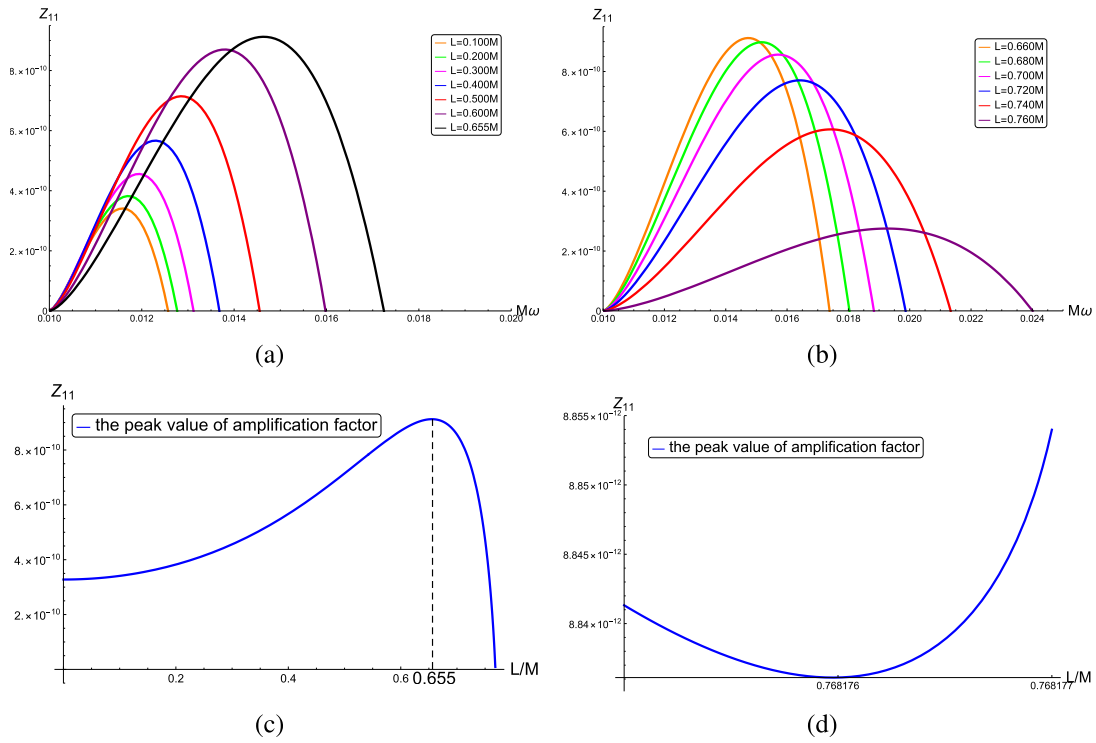 Z11
8.×10−10
6.×10−10
4.×10−10
2.×10−10
0
0.010
0.012
0.014
0.016
0.018
0.020
Mω
L=0.100M
L=0.200M
L=0.300M
L=0.400M
L=0.500M
L=0.600M
L=0.655M
(a)
Z11
8.×10−10
6.×10−10
4.×10−10
2.×10−10
0
0.010
0.012
0.014
0.016
0.018
0.020
0.022
0.024
Mω
L=0.660M
L=0.680M
L=0.700M
L=0.720M
L=0.740M
L=0.760M
(b)
Z11
the peak value of amplification factor
8.×10−10
6.×10−10
4.×10−10
2.×10−10
0.2
0.4
0.6
0.655
L/M
(c)
Z11
8.855×10−12
the peak value of amplification factor
8.85×10−12
8.845×10−12
8.84×10−12
0.768176
0.768177
L/M
(d)